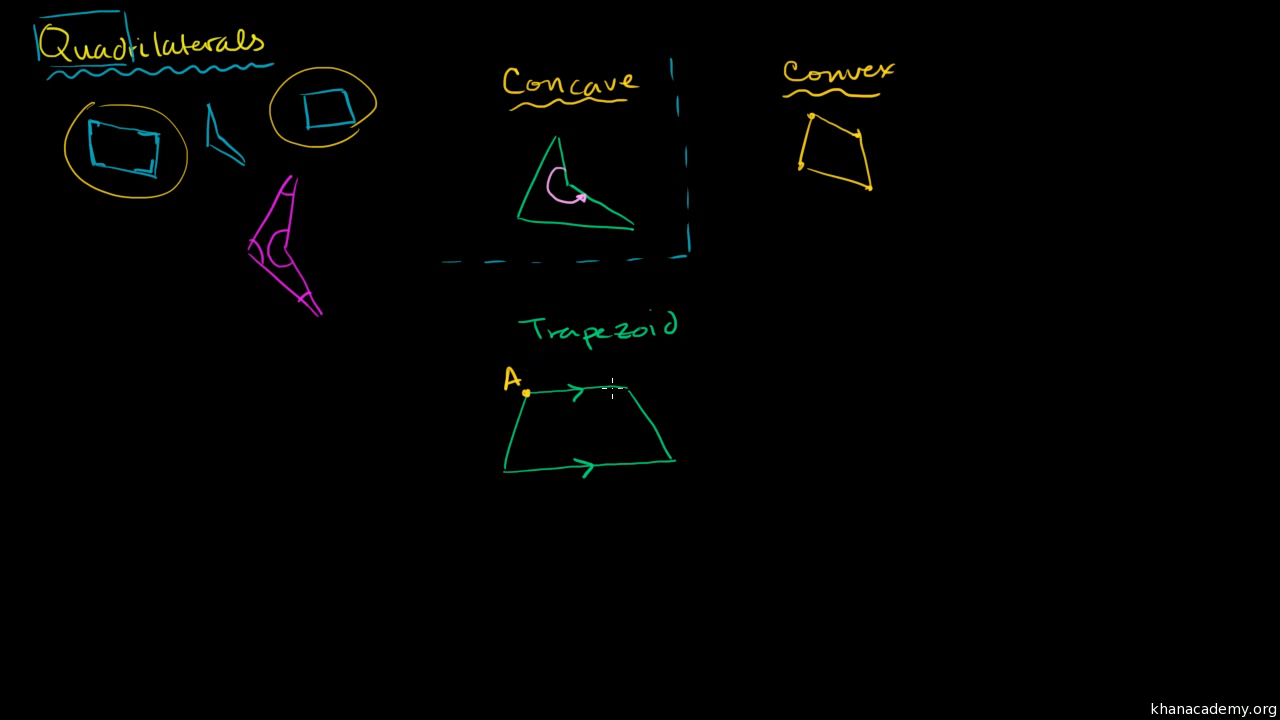 Quadrilaterals
Concave
Convex
Trapezoid
A
khanacademy.org